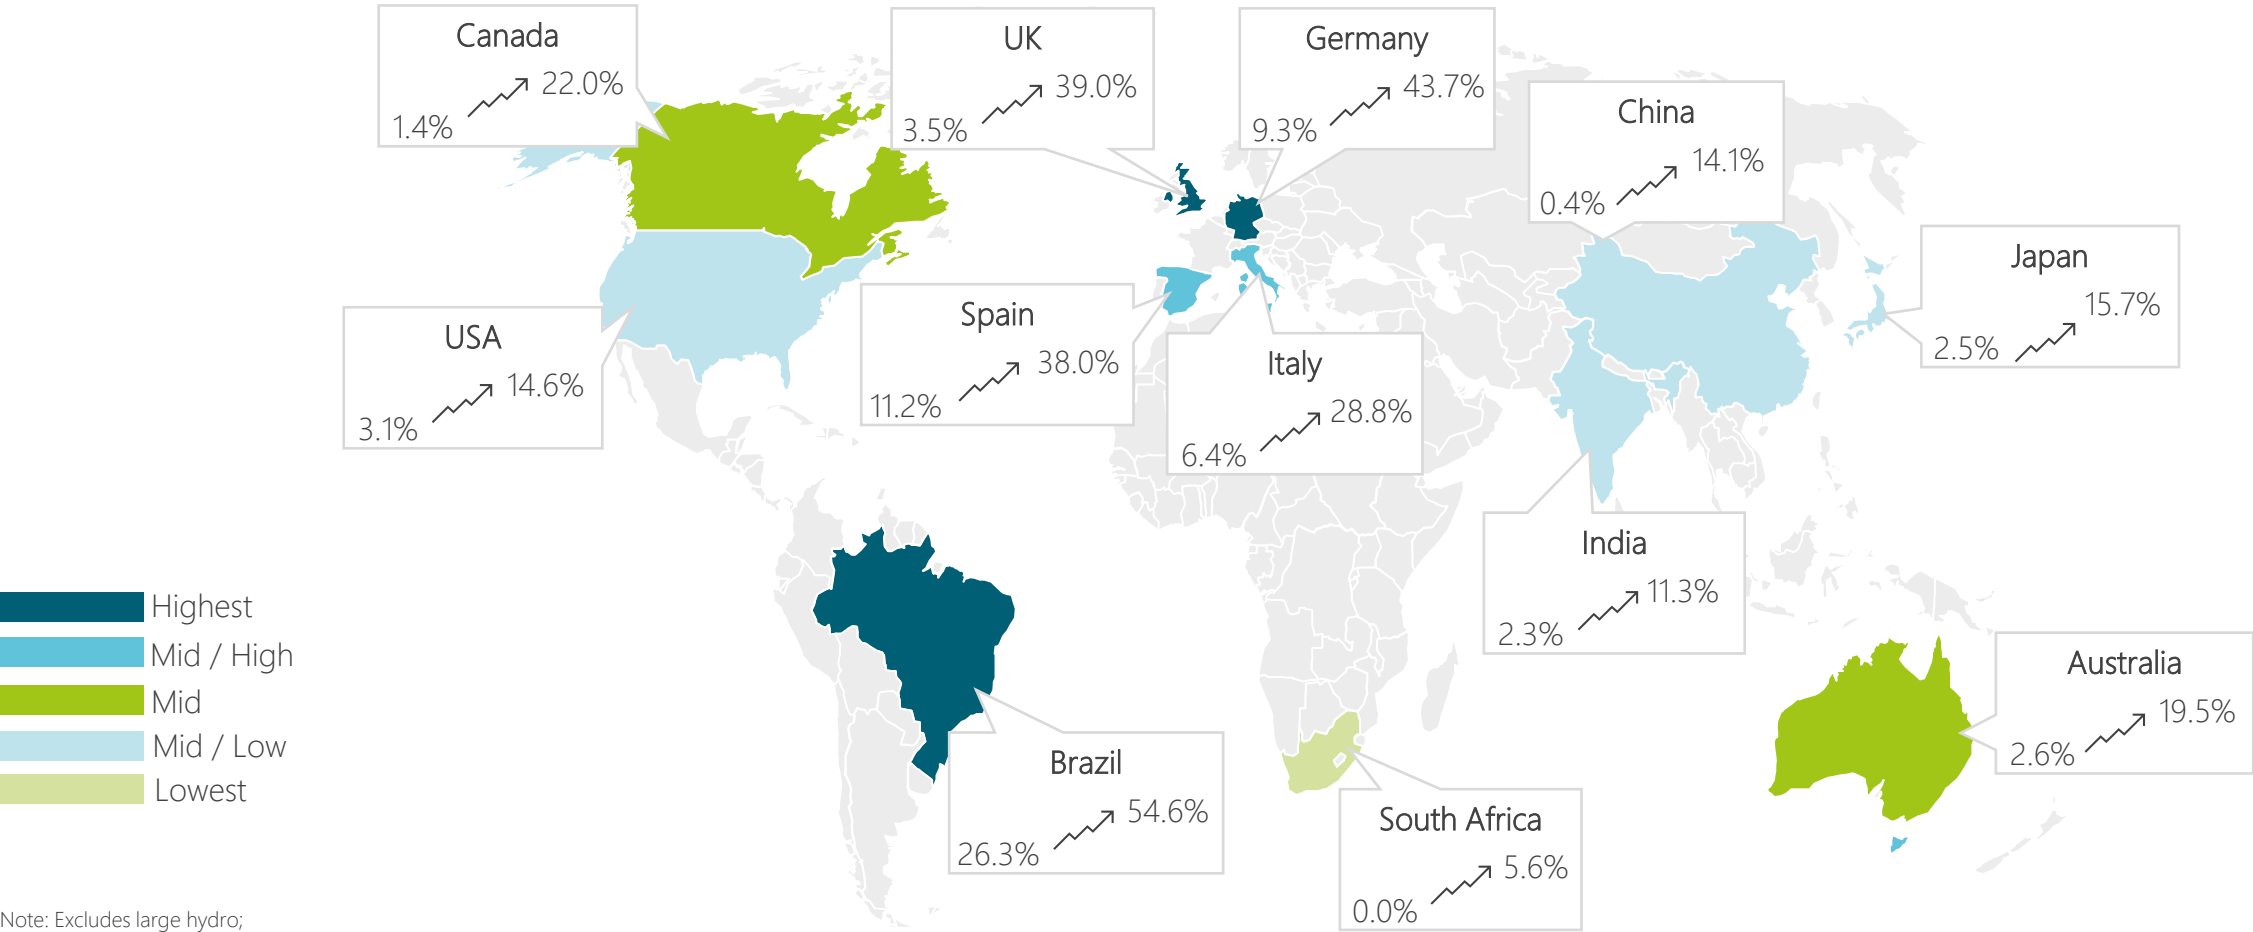 Canada
22.0%
1.4%
UK
39.0%
3.5%
Germany
43.7%
9.3%
China
14.1%
0.4%
Japan
15.7%
2.5%
USA
14.6%
3.1%
Spain
38.0%
11.2%
Italy
28.8%
6.4%
India
11.3%
2.3%
Australia
19.5%
2.6%
Brazil
54.6%
26.3%
South Africa
5.6%
0.0%
Highest
Mid / High
Mid
Mid / Low
Lowest
Note: Excludes large hydro;